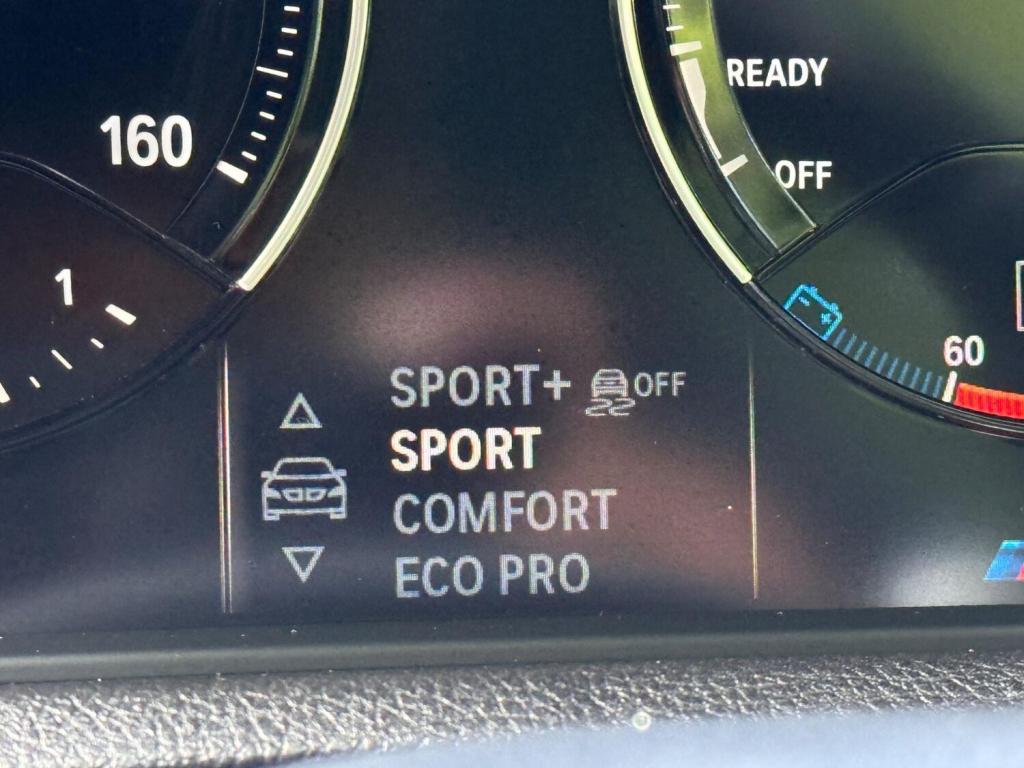 READY
160
OFF
1
60
SPORT+ OFF
SPORT
COMFORT
ECO PRO